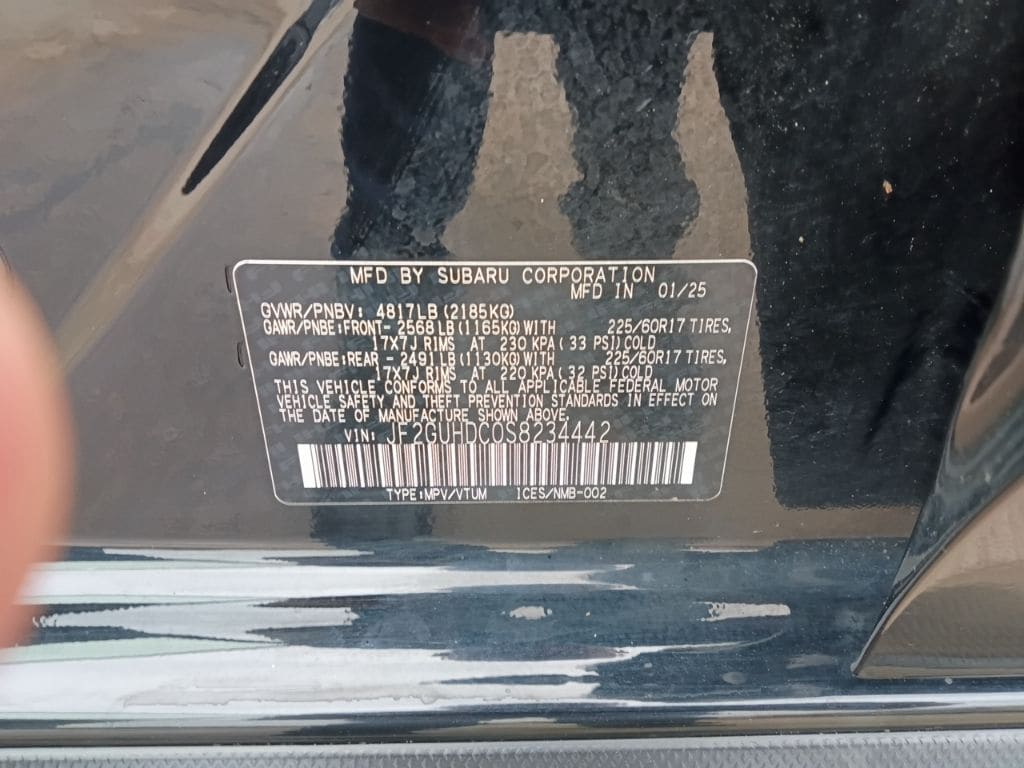 MFD BY SUBARU CORPORATION
MFD IN 01/25
GVWR/PNBV: 4817LB (2185KG)
GAWR/PNBE:FRONT- 2568LB (1165KG) WITH 225/60R17 TIRES,
17X7J RIMS AT 230 KPA (33 PSI) COLD
GAWR/PNBE:REAR - 2491LB (1130KG) WITH 225/60R17 TIRES,
17X7J RIMS AT 220 KPA (32 PSI) COLD
THIS VEHICLE CONFORMS TO ALL APPLICABLE FEDERAL MOTOR
VEHICLE SAFETY AND THEFT PREVENTION STANDARDS IN EFFECT ON
THE DATE OF MANUFACTURE SHOWN ABOVE.
VIN: JF2GUHDC0S8234442
TYPE:MPV/VTUM ICES/NMB-002